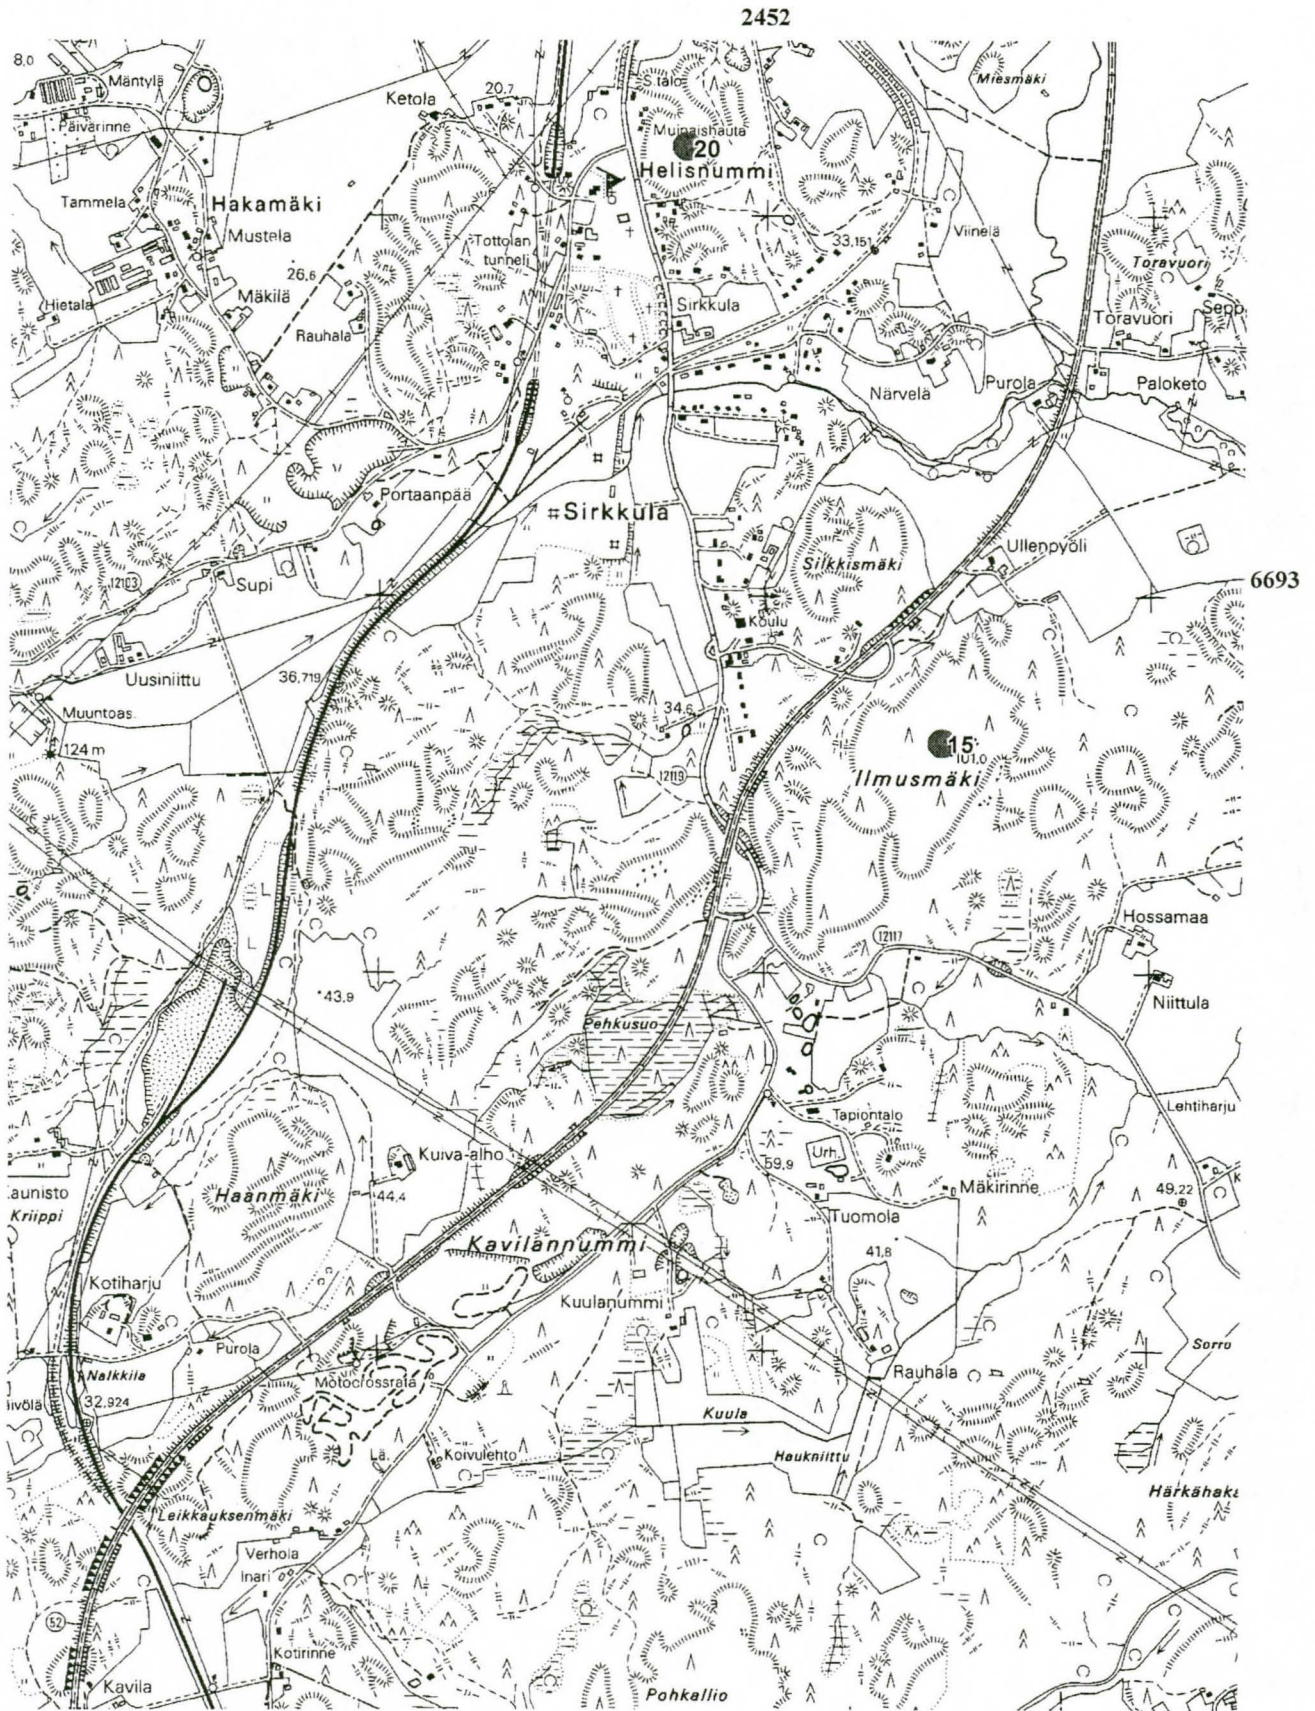 2452
8,0
Mäntylä
Ketola
20,7
S.talo
Miesmäki
Päivärinne
Muinaishauta
20
Helisnummi
Tammela
Hakamäki
Mustela
Tottolan
tunneli
33,151
Viinelä
Toravuori
26,6
Hietala
Mäkilä
Rauhala
Sirkkula
Toravuori
Sepp
Närvelä
Purola
Paloketo
Portaanpää
Sirkkula
Ullenpyöli
Silkkismäki
12103
Supi
6693
Koulu
Uusiniittu
36,719
Muuntoas.
34,6
124 m
15
101,0
12119
Ilmusmäki
L
L
Hossamaa
12117
43,9
Niittula
Pehkusuo
Tapiontalo
Lehtiharju
Kuiva-alho
Urh.
59,9
aunisto
Haanmäki
44,4
Mäkirinne
49,22
Kriippi
Tuomola
Kavilannummi
41,8
Kotiharju
Kuulanummi
Purola
Sorro
Nalkkila
Motocrossrata
Rauhala
ivölä
32,924
Kuula
Lä.
Koivulehto
Haukniittu
Härkähaka
Leikkauksenmäki
Verhola
Inari
52
Kotirinne
Kavila
Pohkallio